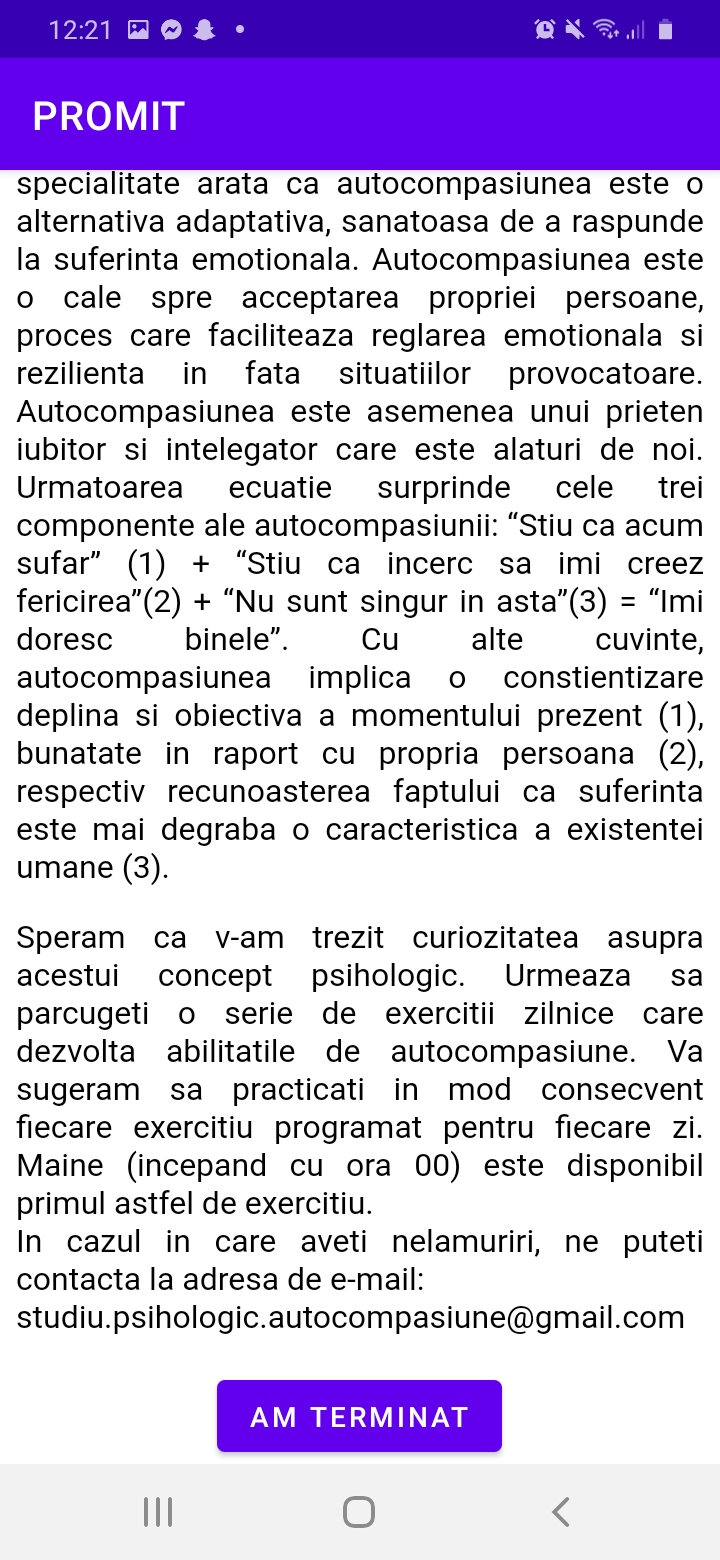 12:21
PROMIT
specialitate arata ca autocompasiunea este o
alternativa adaptativa, sanatoasa de a raspunde
la suferinta emotionala. Autocompasiunea este
o cale spre acceptarea propriei persoane,
proces care faciliteaza reglarea emotionala si
rezilienta in fata situatiilor provocatoare.
Autocompasiunea este asemenea unui prieten
iubitor si intelegator care este alaturi de noi.
Urmatoarea ecuatie surprinde cele trei
componente ale autocompasiunii: “Stiu ca acum
sufar” (1) + “Stiu ca incerc sa imi creez
fericirea”(2) + “Nu sunt singur in asta”(3) = “Imi
doresc binele”. Cu alte cuvinte,
autocompasiunea implica o constientizare
deplina si obiectiva a momentului prezent (1),
bunatate in raport cu propria persoana (2),
respectiv recunoasterea faptului ca suferinta
este mai degraba o caracteristica a existentei
umane (3).
Speram ca v-am trezit curiozitatea asupra
acestui concept psihologic. Urmeaza sa
parcugeti o serie de exercitii zilnice care
dezvolta abilitatile de autocompasiune. Va
sugeram sa practicati in mod consecvent
fiecare exercitiu programat pentru fiecare zi.
Maine (incepand cu ora 00) este disponibil
primul astfel de exercitiu.
In cazul in care aveti nelamuriri, ne puteti
contacta la adresa de e-mail:
studiu.psihologic.autocompasiune@gmail.com
AM TERMINAT